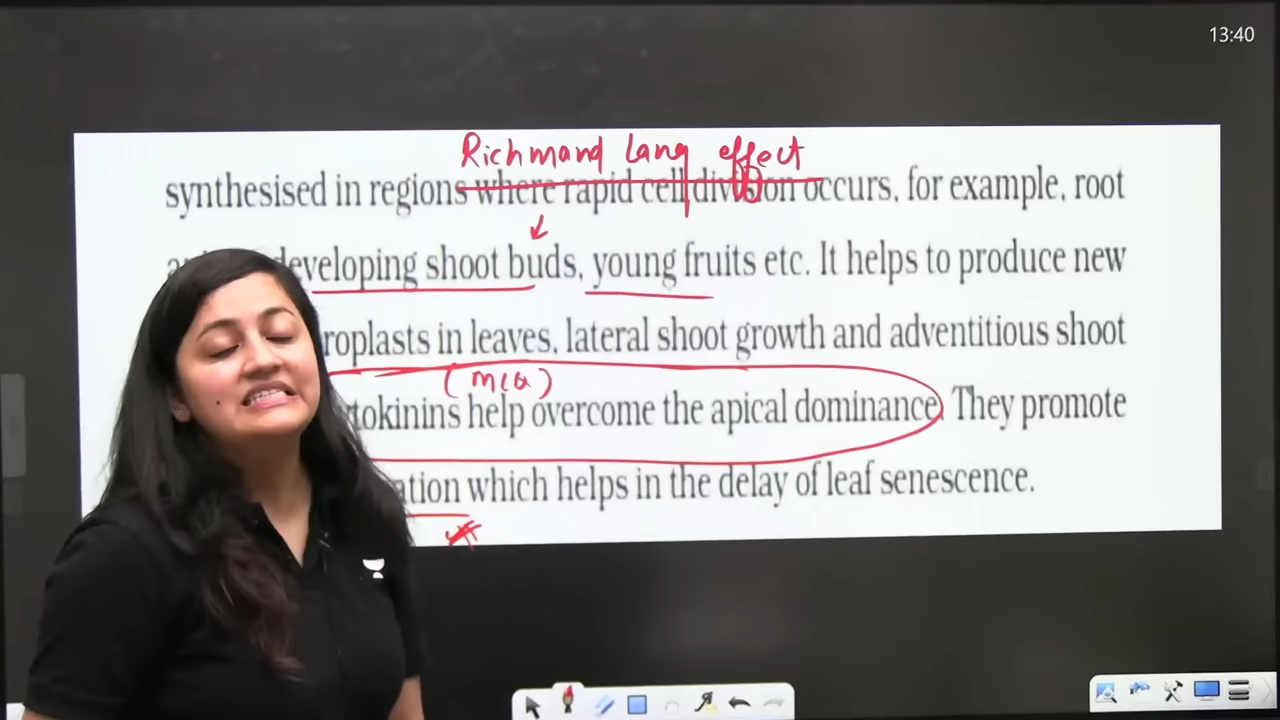 13:40
Richmand Lang effect
synthesised in regions where rapid cell division occurs, for example, root
developing shoot buds, young fruits etc. It helps to produce new
roplasts in leaves, lateral shoot growth and adventitious shoot
(MCQ)
tokinins help overcome the apical dominance. They promote
ation which helps in the delay of leaf senescence.